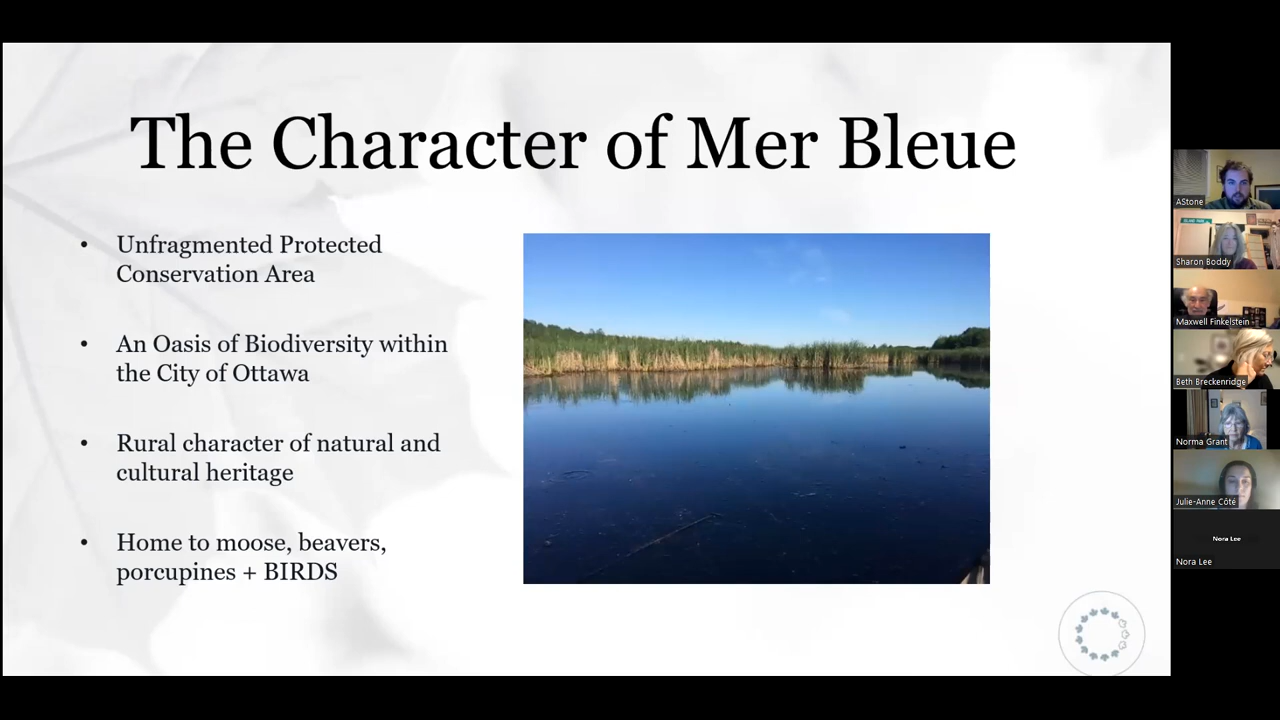 The Character of Mer Bleue
• Unfragmented Protected
Conservation Area
• An Oasis of Biodiversity within
the City of Ottawa
• Rural character of natural and
cultural heritage
• Home to moose, beavers,
porcupines + BIRDS
AStone
Sharon Boddy
Maxwell Finkelstein
Beth Breckenridge
Norma Grant
Julie-Anne Côté
Nora Lee
Nora Lee